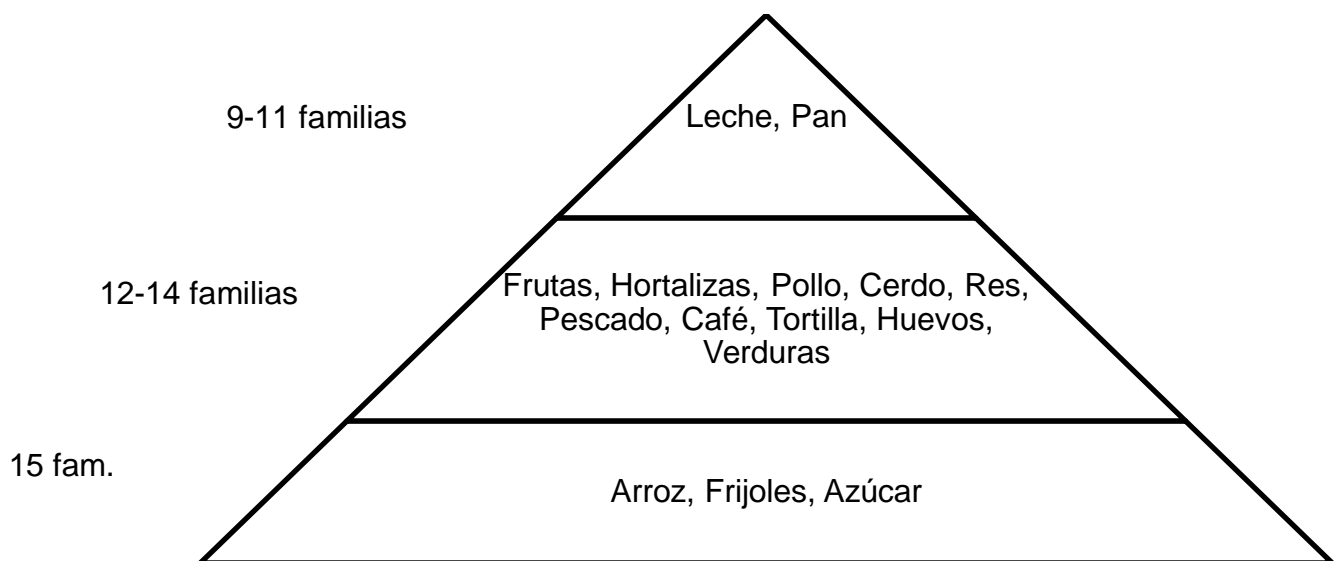 9-11 familias
Leche, Pan
12-14 familias
Frutas, Hortalizas, Pollo, Cerdo, Res,
Pescado, Café, Tortilla, Huevos,
Verduras
15 fam.
Arroz, Frijoles, Azúcar